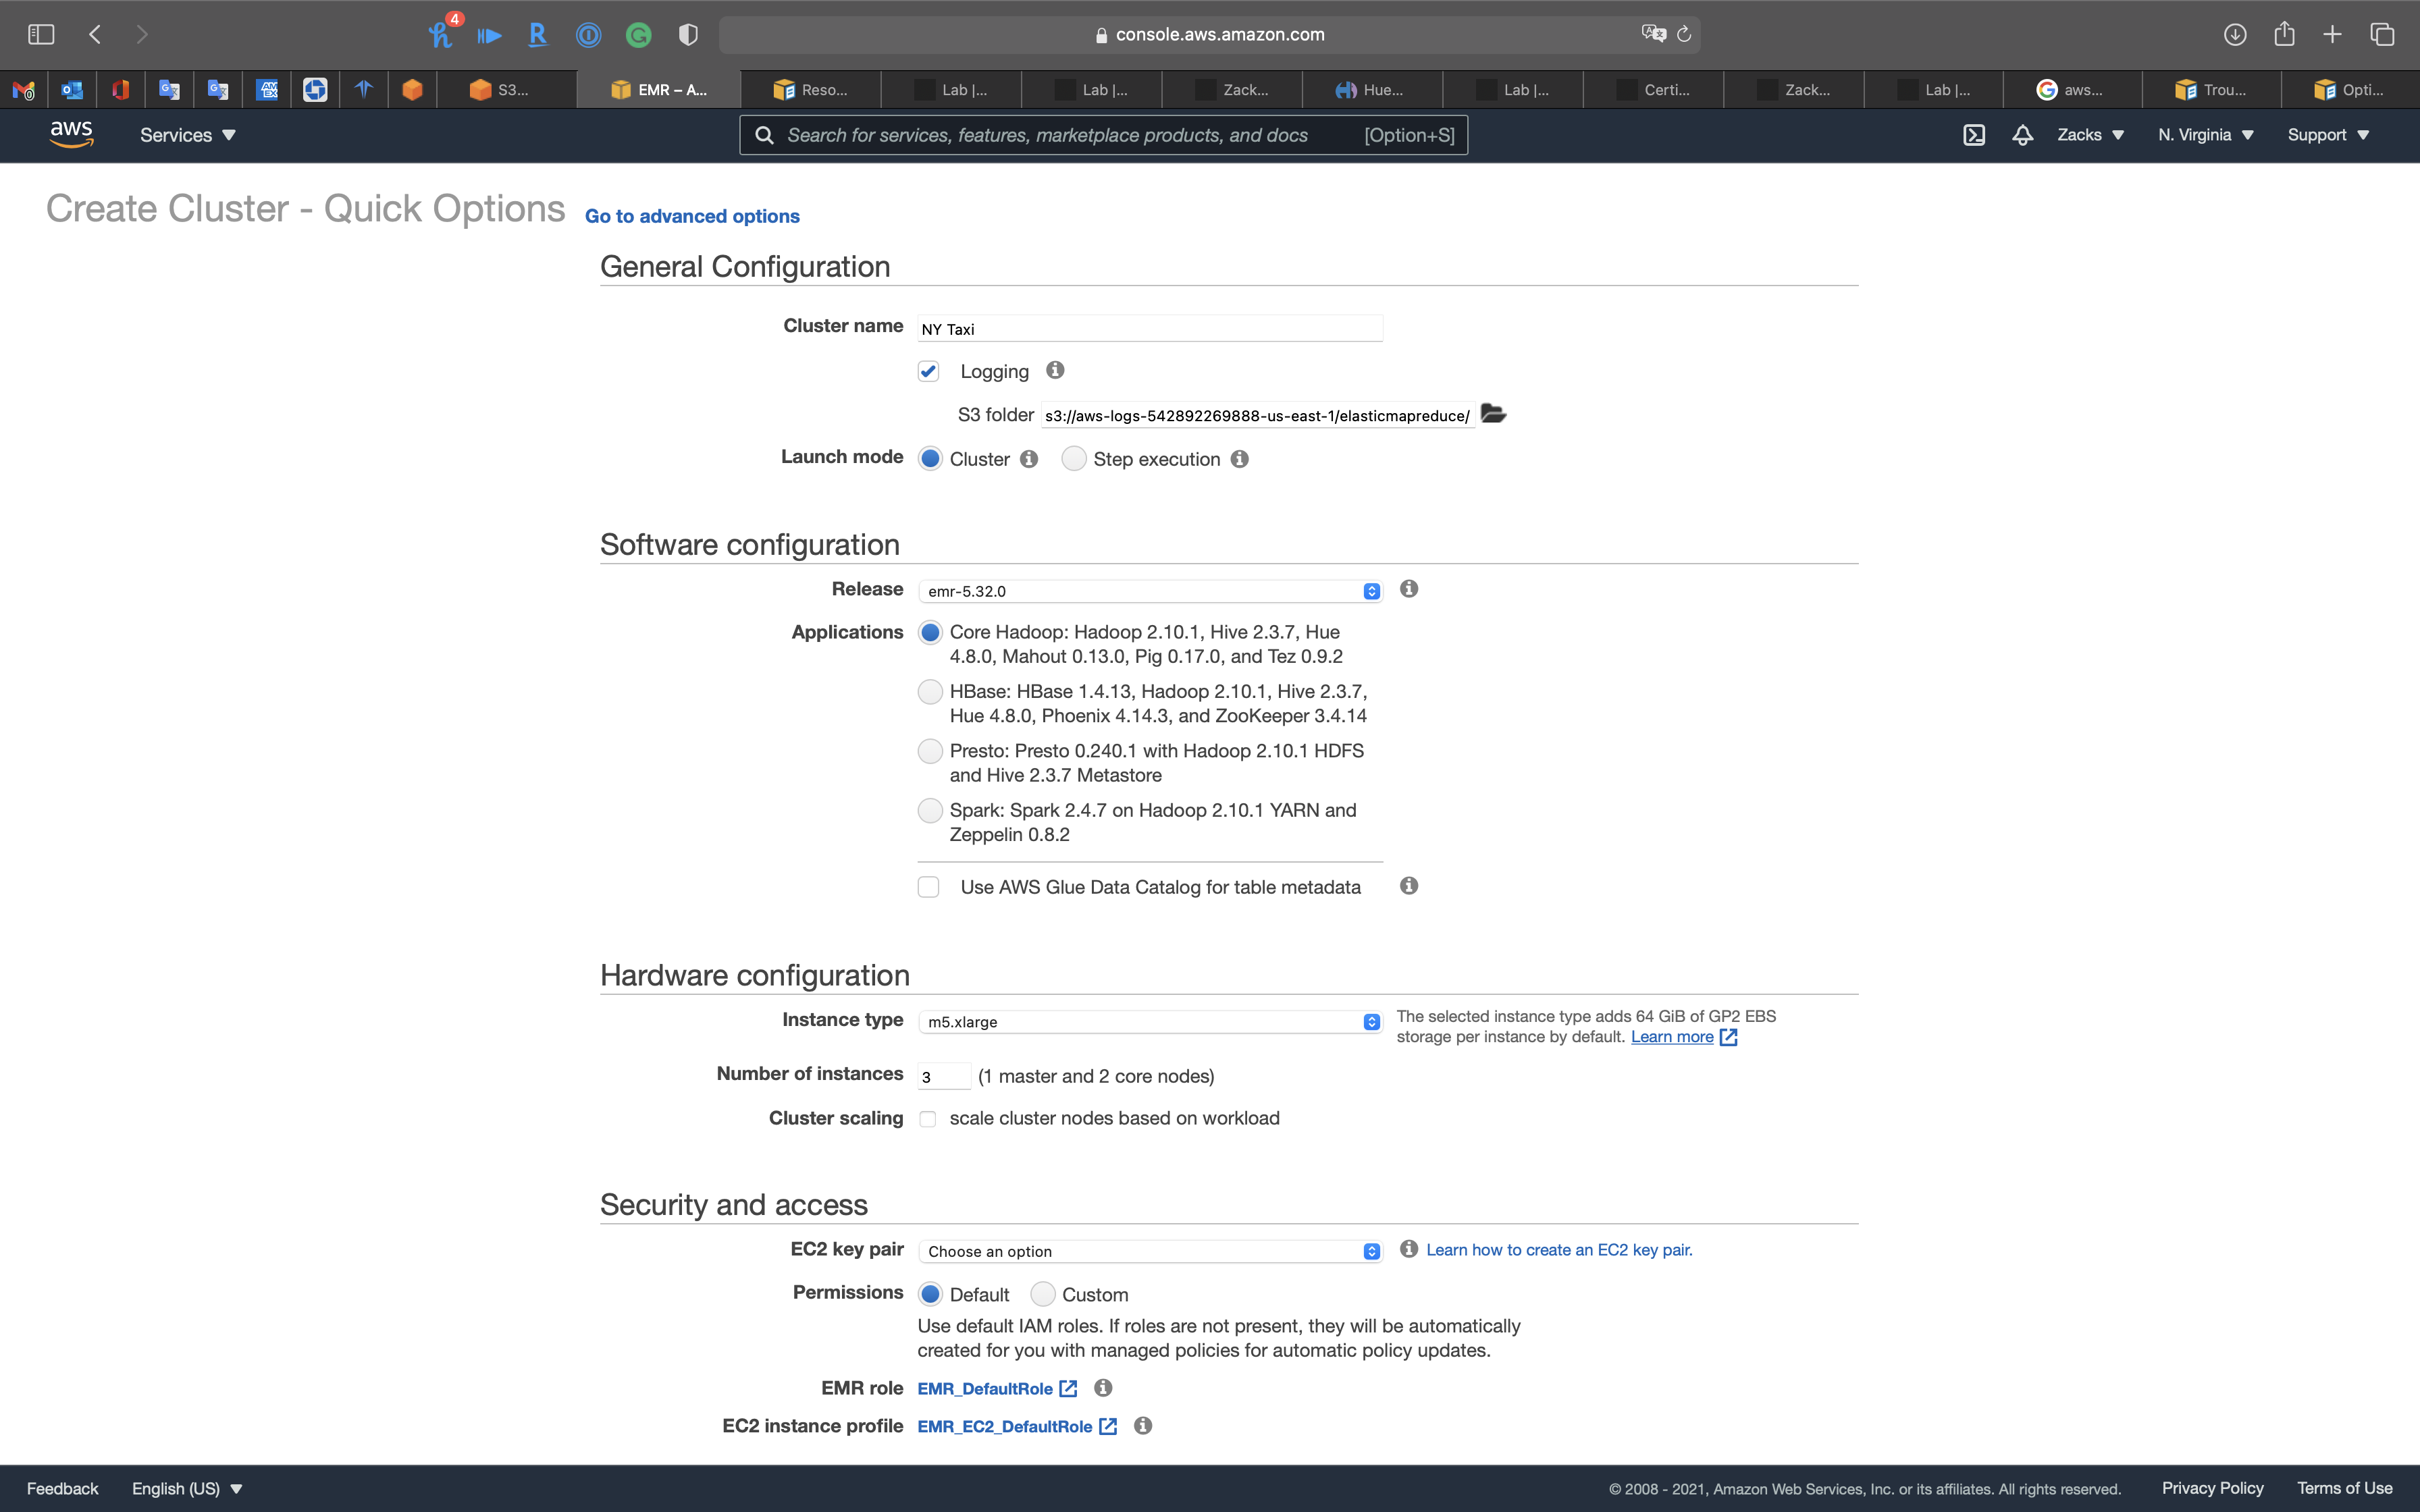 4
console.aws.amazon.com
S3...
EMR – A...
Reso...
Lab |...
Lab |...
Zack...
Hue...
Lab |...
Certi...
Zack...
Lab |...
aws...
Trou...
Opti...
aws
Services
Search for services, features, marketplace products, and docs [Option+S]
Zacks
N. Virginia
Support
Create Cluster - Quick Options Go to advanced options
General Configuration
Cluster name NY Taxi
Logging
S3 folder s3://aws-logs-542892269888-us-east-1/elasticmapreduce/
Launch mode Cluster Step execution
Software configuration
Release emr-5.32.0
Applications Core Hadoop: Hadoop 2.10.1, Hive 2.3.7, Hue
4.8.0, Mahout 0.13.0, Pig 0.17.0, and Tez 0.9.2
HBase: HBase 1.4.13, Hadoop 2.10.1, Hive 2.3.7,
Hue 4.8.0, Phoenix 4.14.3, and ZooKeeper 3.4.14
Presto: Presto 0.240.1 with Hadoop 2.10.1 HDFS
and Hive 2.3.7 Metastore
Spark: Spark 2.4.7 on Hadoop 2.10.1 YARN and
Zeppelin 0.8.2
Use AWS Glue Data Catalog for table metadata
Hardware configuration
Instance type m5.xlarge
The selected instance type adds 64 GiB of GP2 EBS
storage per instance by default. Learn more
Number of instances 3 (1 master and 2 core nodes)
Cluster scaling scale cluster nodes based on workload
Security and access
EC2 key pair Choose an option Learn how to create an EC2 key pair.
Permissions Default Custom
Use default IAM roles. If roles are not present, they will be automatically
created for you with managed policies for automatic policy updates.
EMR role EMR_DefaultRole
EC2 instance profile EMR_EC2_DefaultRole
Feedback English (US) © 2008 - 2021, Amazon Web Services, Inc. or its affiliates. All rights reserved. Privacy Policy Terms of Use